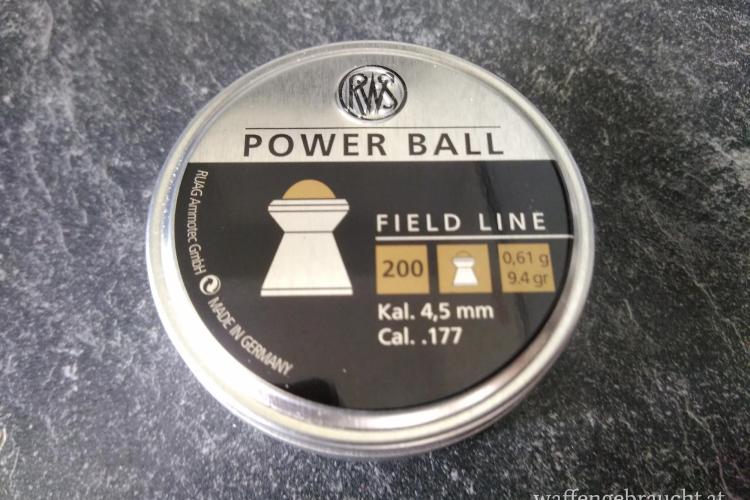 RWS
POWER BALL
FIELD LINE
200
0,61 g
9.4 gr
Kal. 4,5 mm
Cal. .177
RUAG Ammotec GmbH
MADE IN GERMANY
waffengebraucht.at